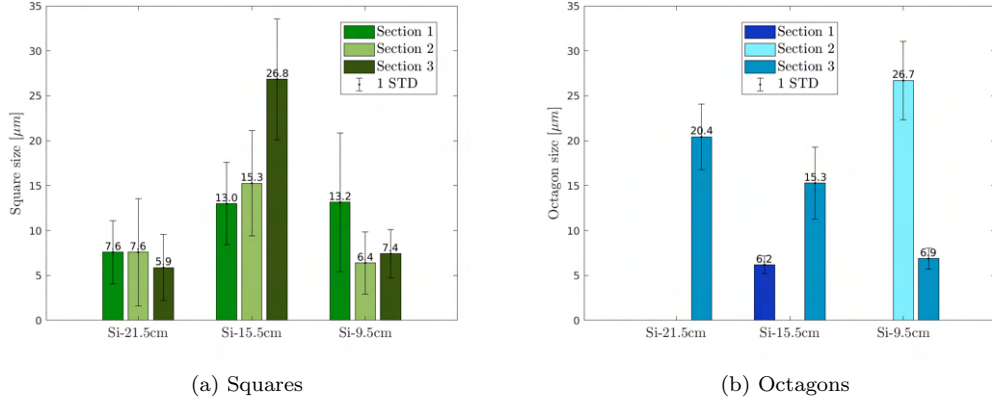 35
30
25
20
15
10
5
0
Square size [μm]
Section 1
Section 2
Section 3
1 STD
7.6
7.6
5.9
13.0
15.3
26.8
13.2
6.4
7.4
Si-21.5cm
Si-15.5cm
Si-9.5cm
(a) Squares
35
30
25
20
15
10
5
0
Octagon size [μm]
Section 1
Section 2
Section 3
1 STD
20.4
6.2
15.3
26.7
6.9
Si-21.5cm
Si-15.5cm
Si-9.5cm
(b) Octagons